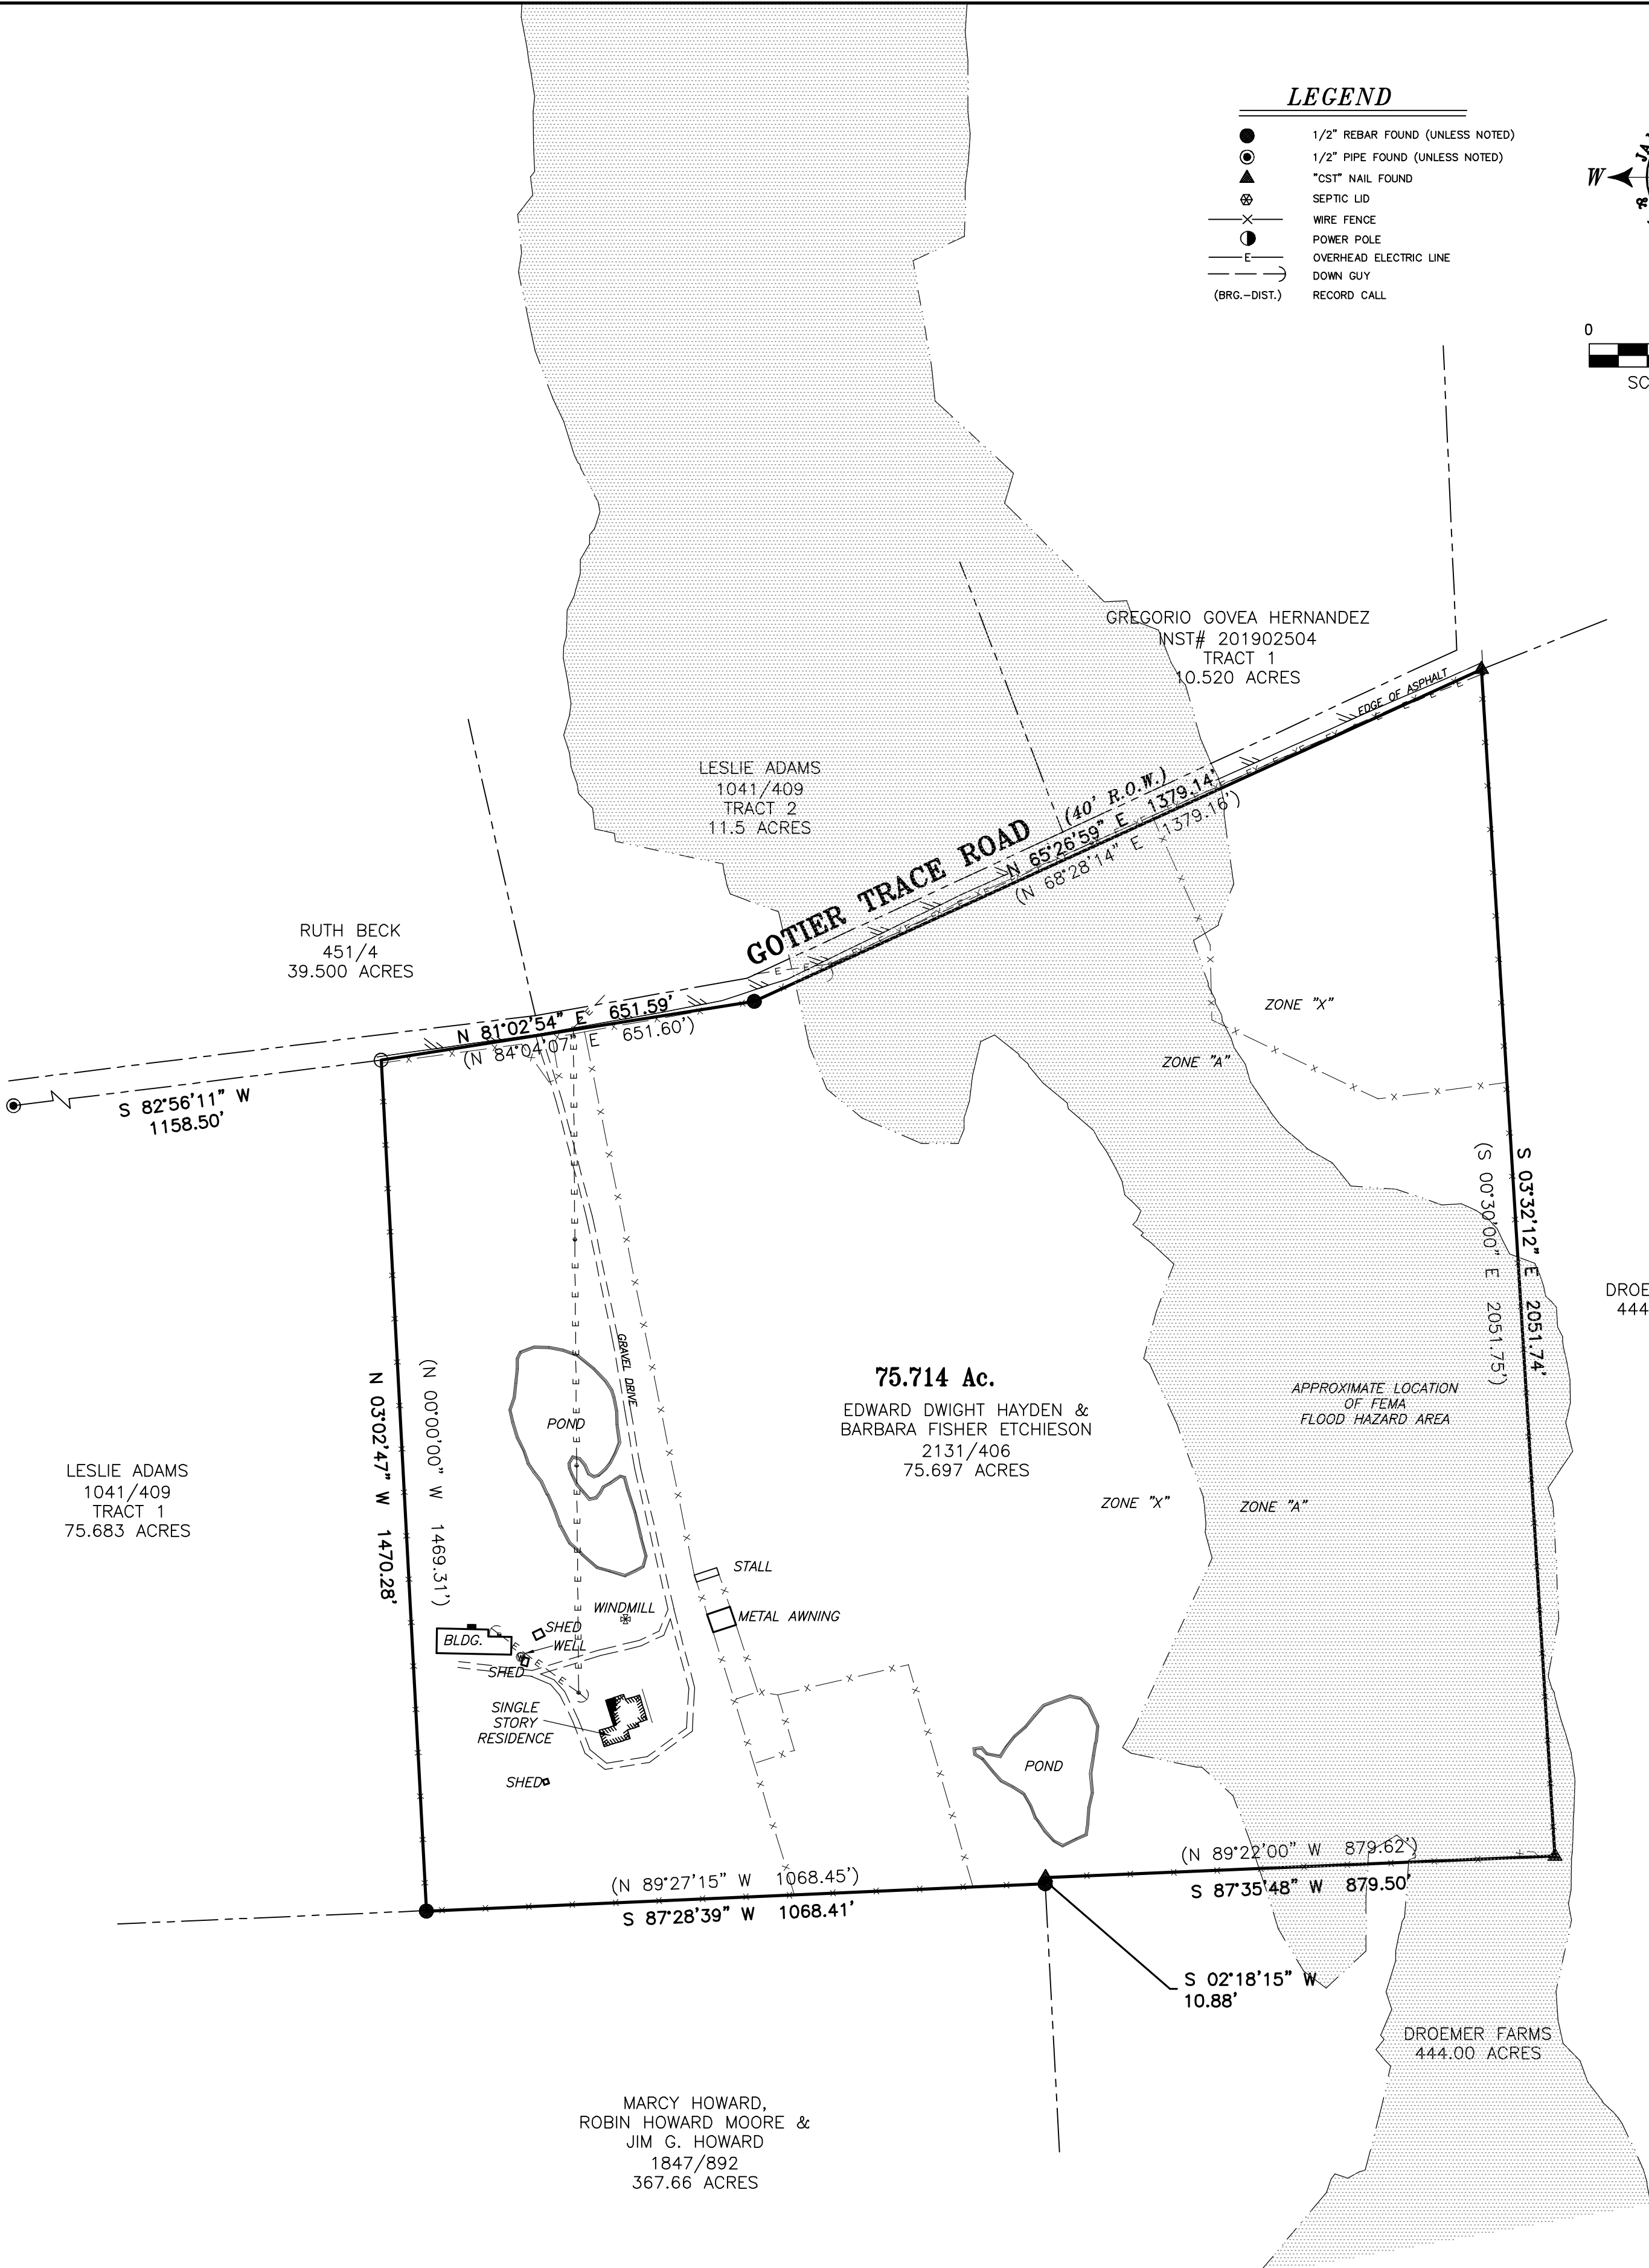 LEGEND
1/2" REBAR FOUND (UNLESS NOTED)
1/2" PIPE FOUND (UNLESS NOTED)
"CST" NAIL FOUND
SEPTIC LID
WIRE FENCE
POWER POLE
E OVERHEAD ELECTRIC LINE
DOWN GUY
(BRG.-DIST.) RECORD CALL
W
0
GREGORIO GOVEA HERNANDEZ
INST# 201902504
TRACT 1
10.520 ACRES
EDGE OF ASPHALT
LESLIE ADAMS
1041/409
TRACT 2
11.5 ACRES
GOTIER TRACE ROAD (40' R.O.W.)
N 65°26'59" E 1379.14'
(N 68°28'14" E 1379.16')
RUTH BECK
451/4
39.500 ACRES
N 81°02'54" E 651.59'
(N 84°04'07" E 651.60')
S 82°56'11" W
1158.50'
ZONE "X"
ZONE "A"
S 03°32'12" E 2051.74'
(S 00°30'00" E 2051.75')
DROE
444
GRAVEL DRIVE
75.714 Ac.
EDWARD DWIGHT HAYDEN &
BARBARA FISHER ETCHIESON
2131/406
75.697 ACRES
APPROXIMATE LOCATION
OF FEMA
FLOOD HAZARD AREA
N 03°02'47" W 1470.28'
(N 00°00'00" W 1469.31')
POND
LESLIE ADAMS
1041/409
TRACT 1
75.683 ACRES
ZONE "X"
ZONE "A"
STALL
WINDMILL
METAL AWNING
SHED
BLDG.
WELL
SHED
SINGLE
STORY
RESIDENCE
SHED
POND
(N 89°27'15" W 1068.45')
S 87°28'39" W 1068.41'
(N 89°22'00" W 879.62')
S 87°35'48" W 879.50'
S 02°18'15" W
10.88'
DROEMER FARMS
444.00 ACRES
MARCY HOWARD,
ROBIN HOWARD MOORE &
JIM G. HOWARD
1847/892
367.66 ACRES